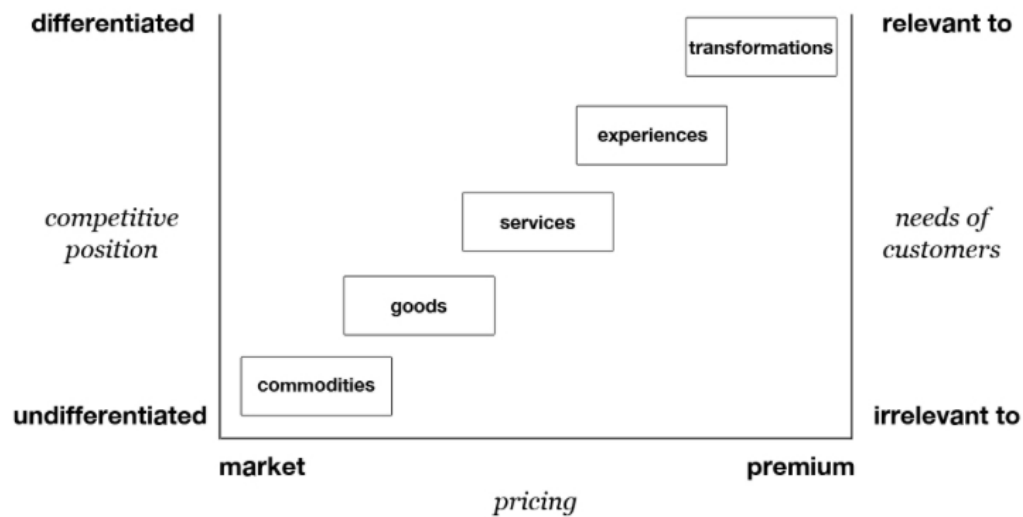 differentiated
relevant to
transformations
experiences
competitive
position
services
needs of
customers
goods
commodities
undifferentiated
irrelevant to
market
premium
pricing